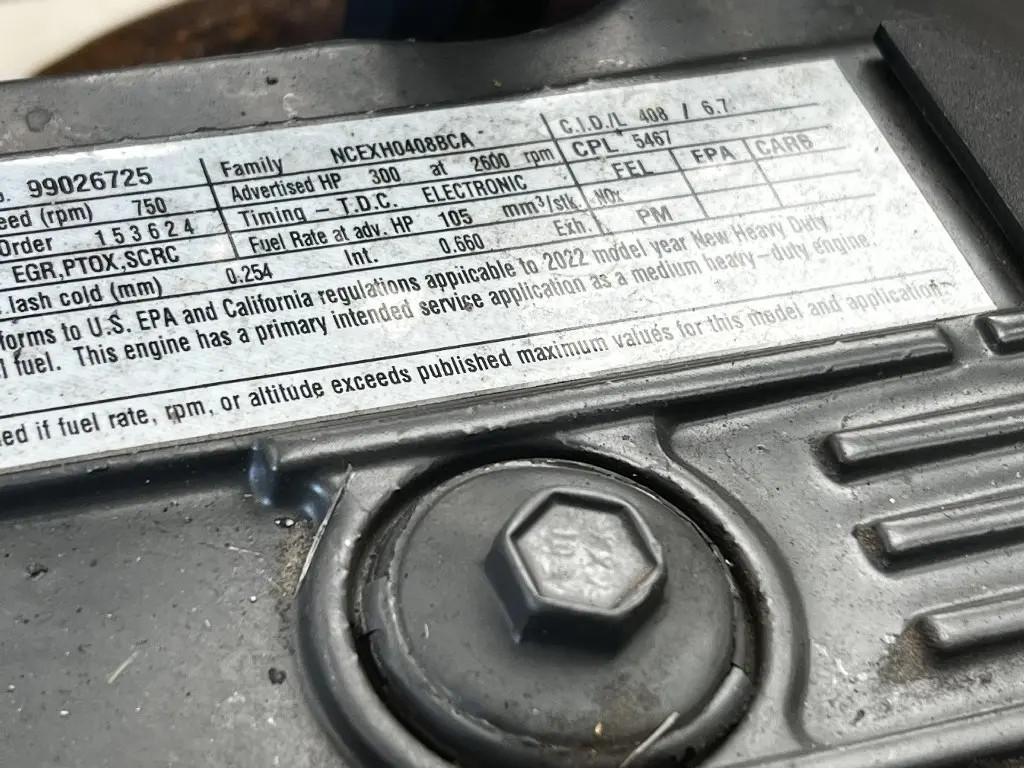 . 99026725 Family NCEXH0408BCA C.I.D./L 408 / 6.7
eed (rpm) 750 Advertised HP 300 at 2600 rpm CPL 5467
Order 1 5 3 6 2 4 Timing – T.D.C. ELECTRONIC FEL EPA CARB
EGR,PTOX,SCRC Fuel Rate at adv. HP 105 mm³/stk. NOx
.lash cold (mm) 0.254 Int. 0.660 Exh. PM
forms to U.S. EPA and California regulations appicable to 2022 model year New Heavy Duty
l fuel. This engine has a primary intended service application as a medium heavy-duty engine.
ed if fuel rate, rpm, or altitude exceeds published maximum values for this model and application.